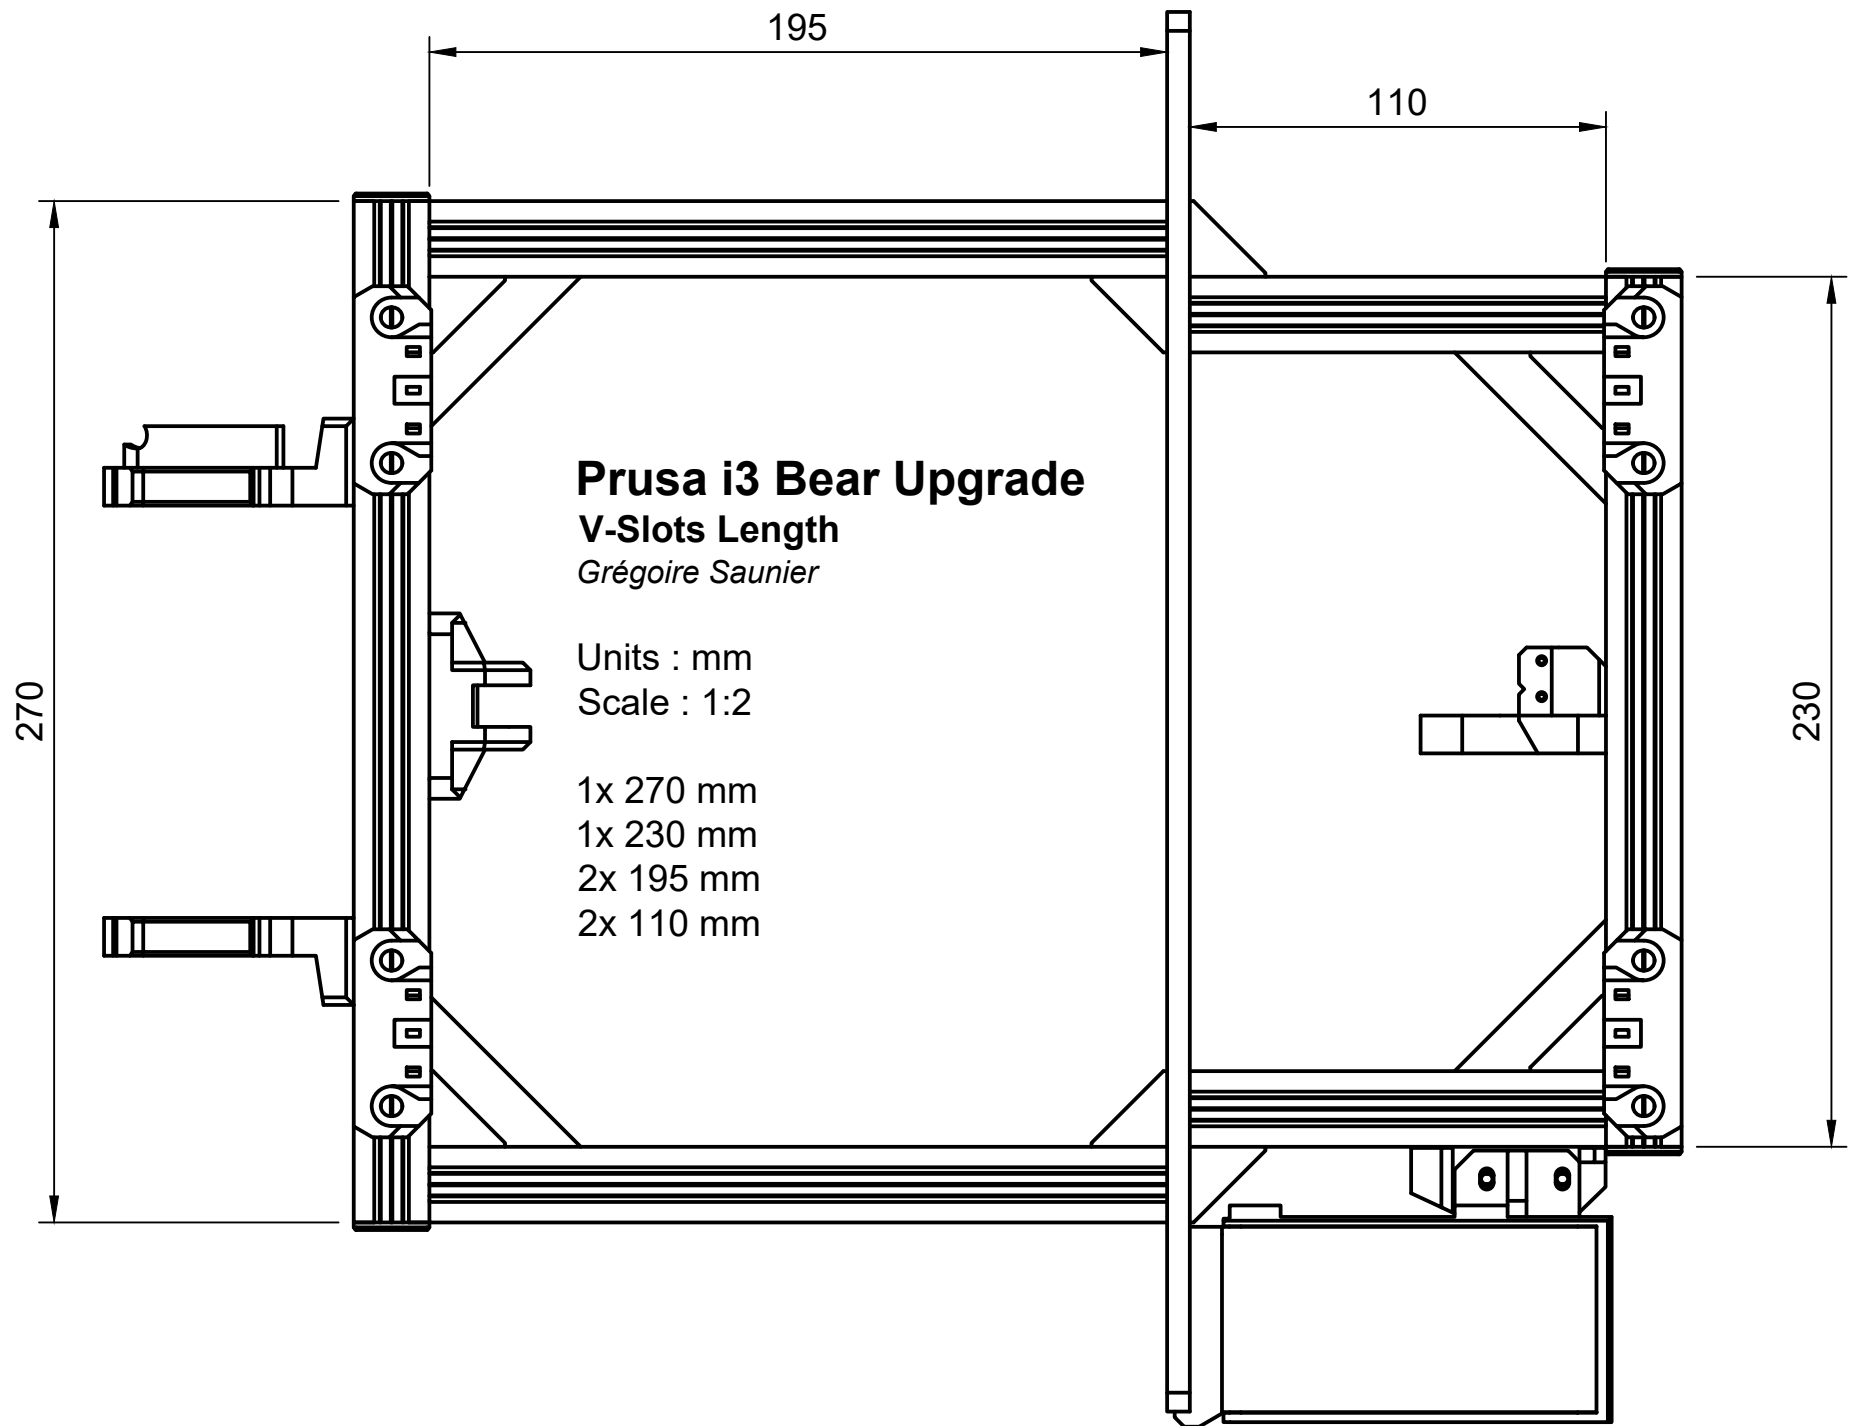 195
110
Prusa i3 Bear Upgrade
V-Slots Length
Grégoire Saunier
Units : mm
Scale : 1:2
270
230
1x 270 mm
1x 230 mm
2x 195 mm
2x 110 mm